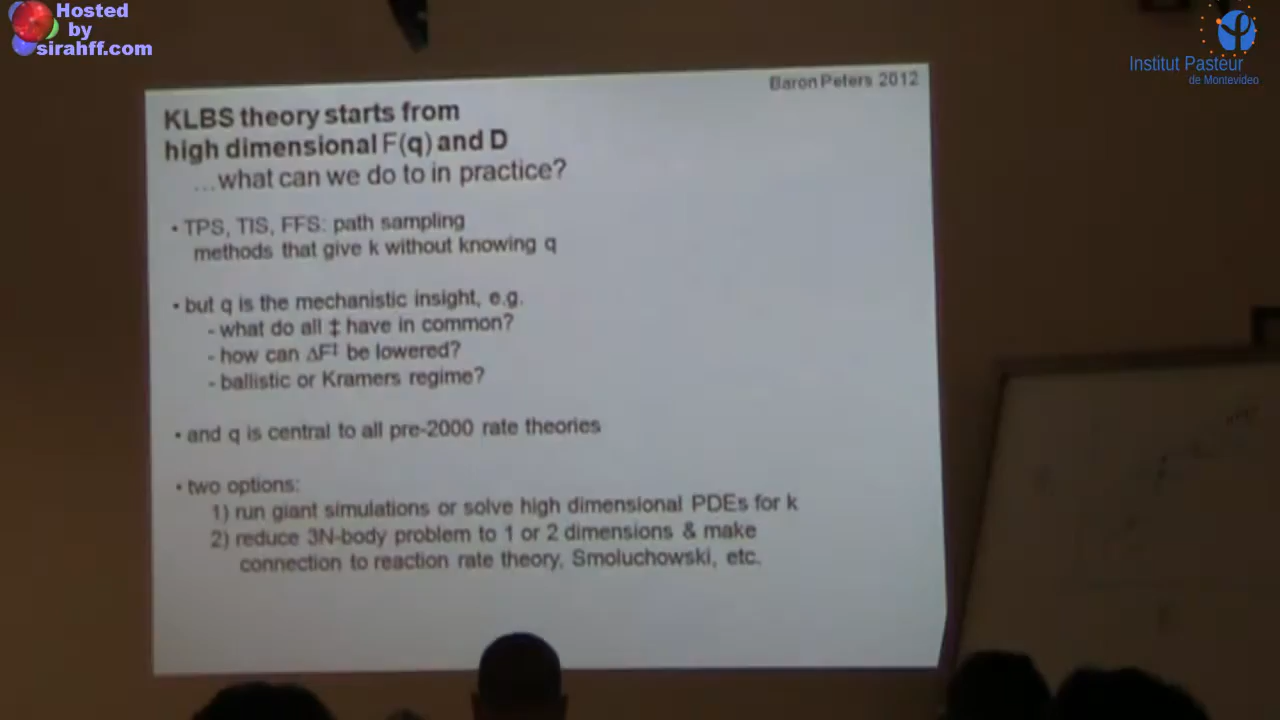 Hosted
by
sirahff.com
Institut Pasteur
de Montevideo
Baron Peters 2012
KLBS theory starts from
high dimensional F(q) and D
...what can we do to in practice?
• TPS, TIS, FFS: path sampling
methods that give k without knowing q
• but q is the mechanistic insight, e.g.
- what do all ‡ have in common?
- how can ΔF‡ be lowered?
- ballistic or Kramers regime?
• and q is central to all pre-2000 rate theories
• two options:
1) run giant simulations or solve high dimensional PDEs for k
2) reduce 3N-body problem to 1 or 2 dimensions & make
connection to reaction rate theory, Smoluchowski, etc.